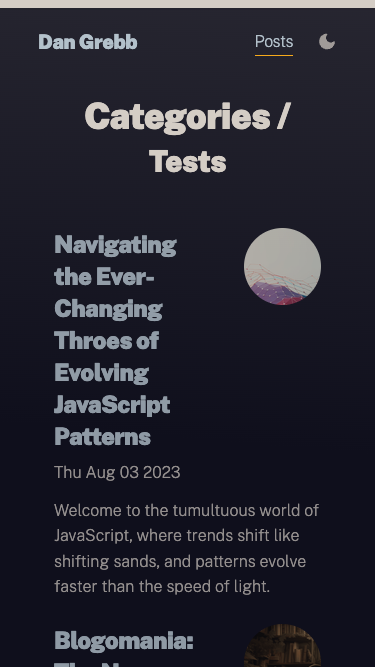 Dan Grebb
Posts
Categories /
Tests
Navigating
the Ever-
Changing
Throes of
Evolving
JavaScript
Patterns
Thu Aug 03 2023
Welcome to the tumultuous world of
JavaScript, where trends shift like
shifting sands, and patterns evolve
faster than the speed of light.
Blogomania: